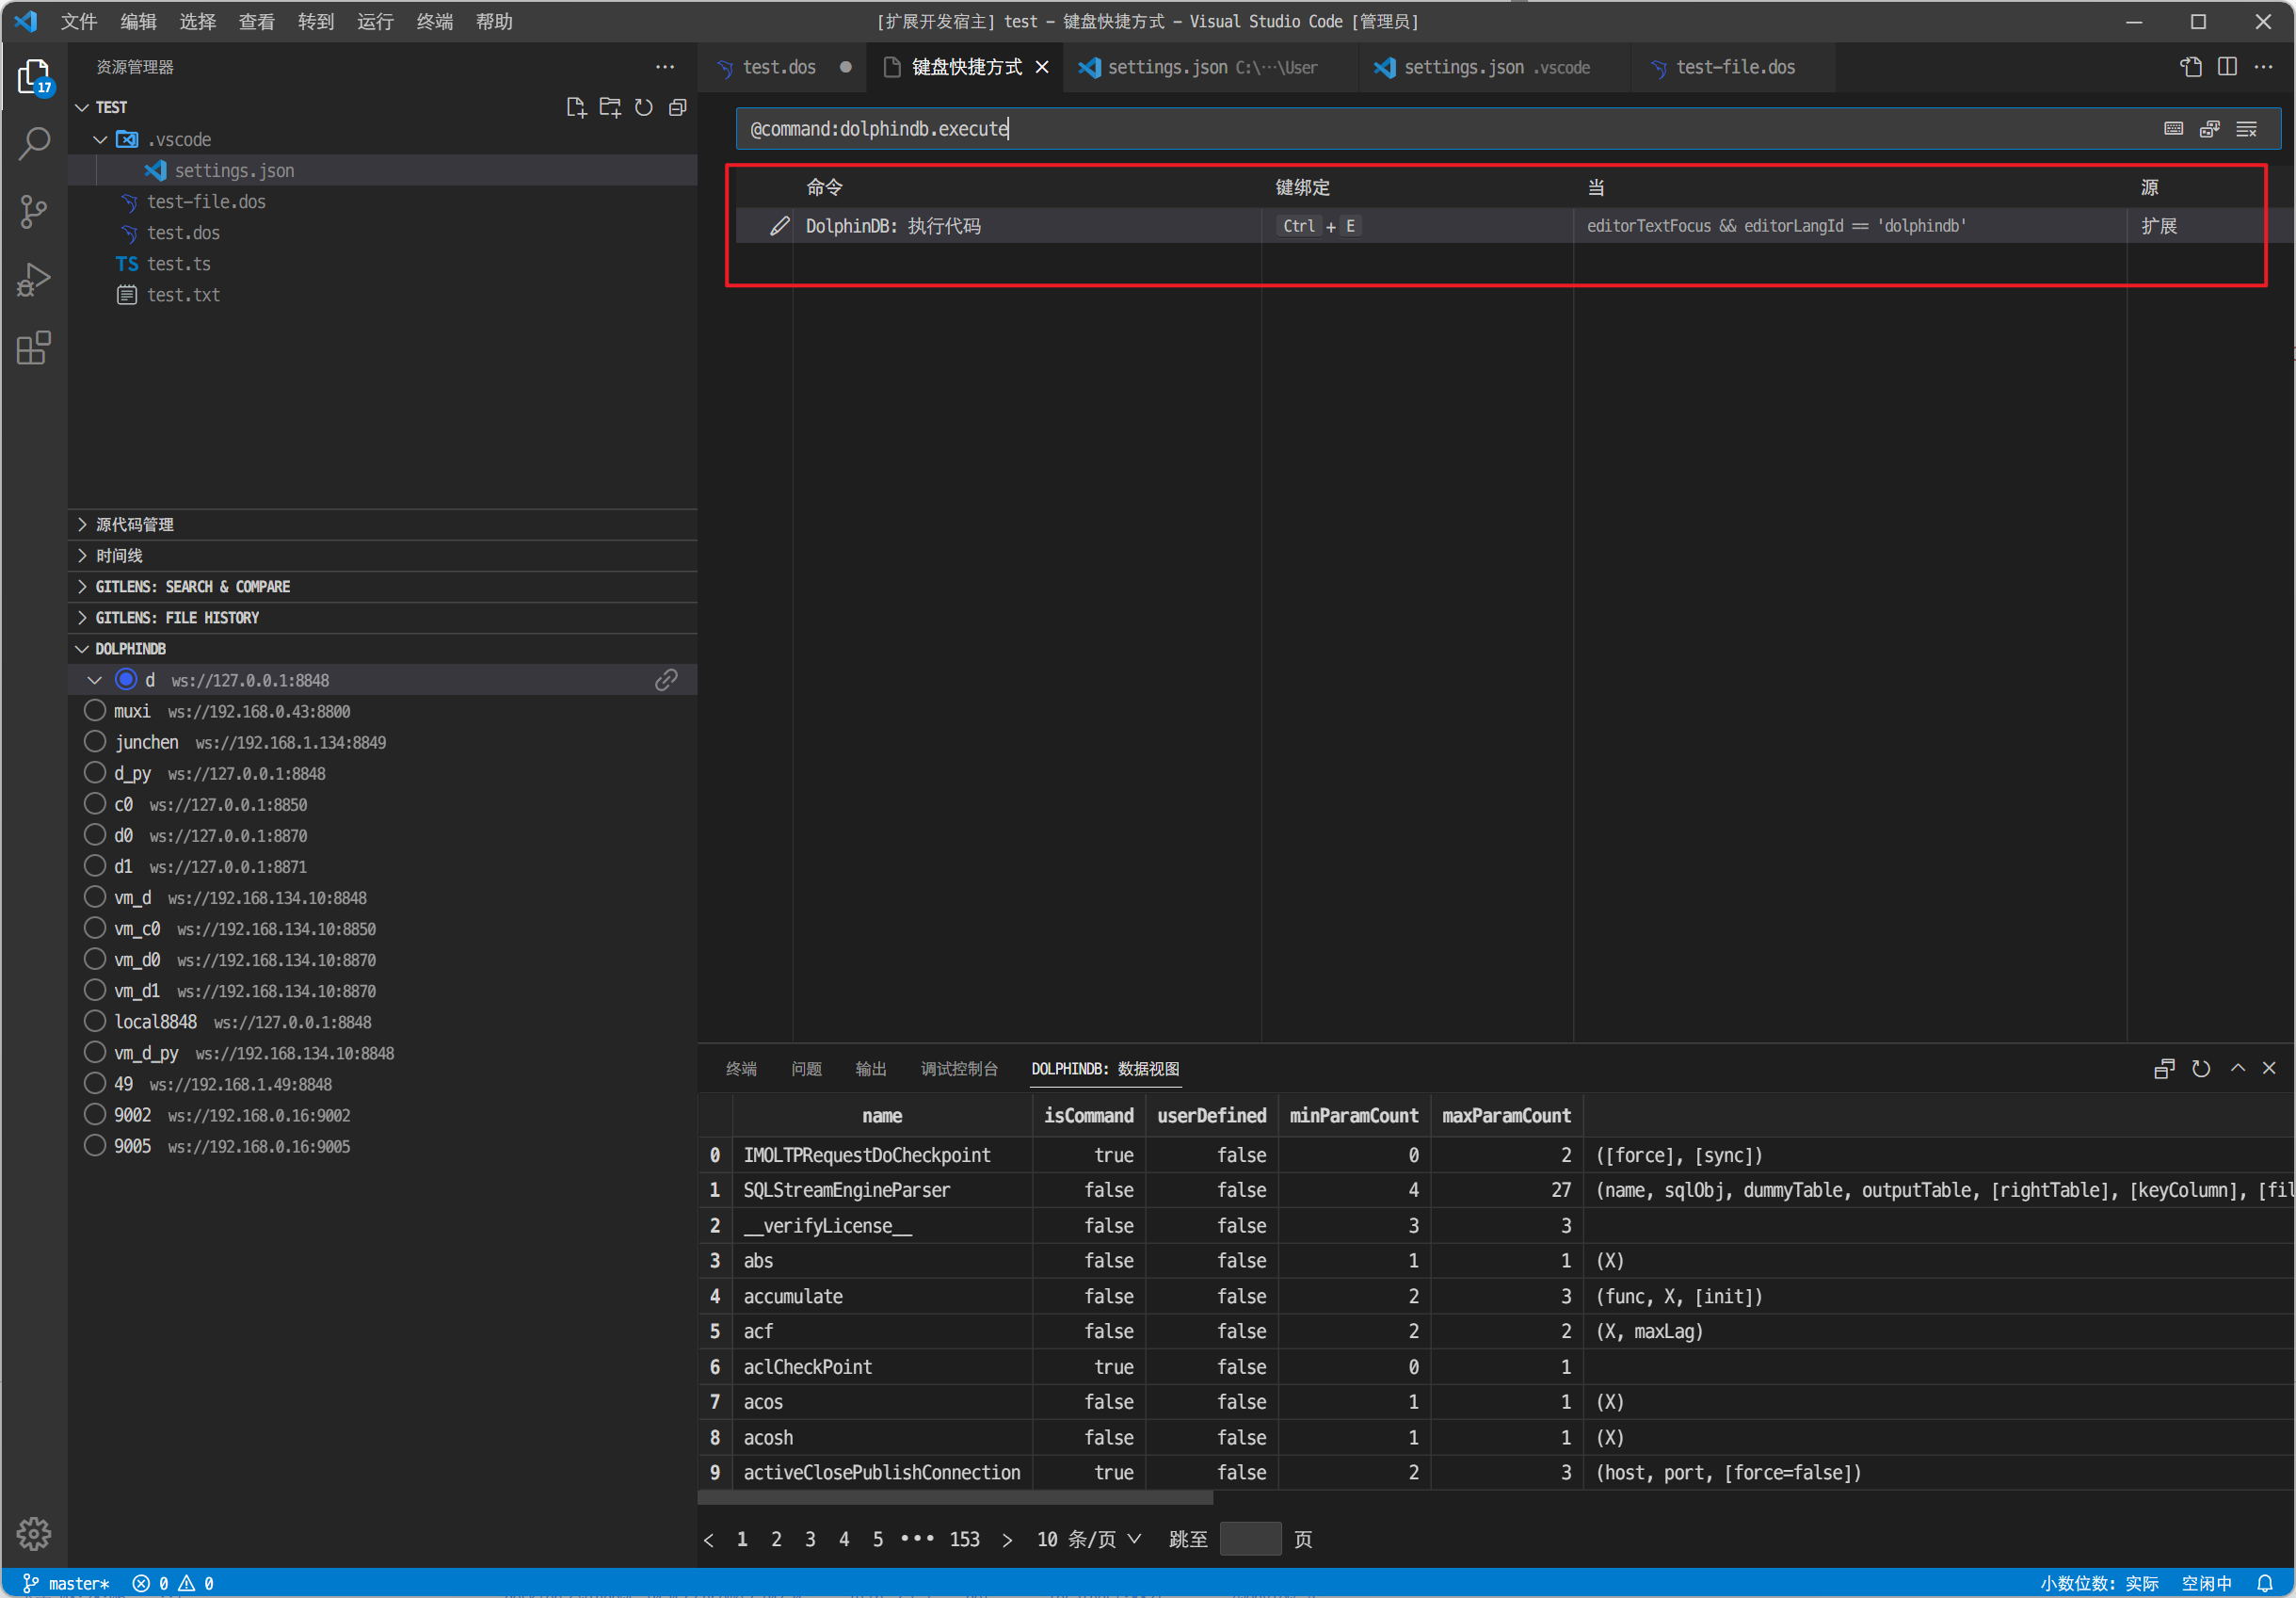 文件 编辑 选择 查看 转到 运行 终端 帮助
[扩展开发宿主] test - 键盘快捷方式 - Visual Studio Code [管理员]
17
资源管理器
TEST
.vscode
settings.json
test-file.dos
test.dos
TS test.ts
test.txt
源代码管理
时间线
GITLENS: SEARCH & COMPARE
GITLENS: FILE HISTORY
DOLPHINDB
d ws://127.0.0.1:8848
muxi ws://192.168.0.43:8800
junchen ws://192.168.1.134:8849
d_py ws://127.0.0.1:8848
c0 ws://127.0.0.1:8850
d0 ws://127.0.0.1:8870
d1 ws://127.0.0.1:8871
vm_d ws://192.168.134.10:8848
vm_c0 ws://192.168.134.10:8850
vm_d0 ws://192.168.134.10:8870
vm_d1 ws://192.168.134.10:8870
local8848 ws://127.0.0.1:8848
vm_d_py ws://192.168.134.10:8848
49 ws://192.168.1.49:8848
9002 ws://192.168.0.16:9002
9005 ws://192.168.0.16:9005
test.dos 键盘快捷方式 settings.json C:\···\User settings.json .vscode test-file.dos
@command:dolphindb.execute
命令 键绑定 当 源
DolphinDB: 执行代码 Ctrl + E editorTextFocus && editorLangId == 'dolphindb' 扩展
终端 问题 输出 调试控制台 DOLPHINDB: 数据视图
name isCommand userDefined minParamCount maxParamCount
0 IMOLTPRequestDoCheckpoint true false 0 2 ([force], [sync])
1 SQLStreamEngineParser false false 4 27 (name, sqlObj, dummyTable, outputTable, [rightTable], [keyColumn], [fil
2 __verifyLicense__ false false 3 3
3 abs false false 1 1 (X)
4 accumulate false false 2 3 (func, X, [init])
5 acf false false 2 2 (X, maxLag)
6 aclCheckPoint true false 0 1
7 acos false false 1 1 (X)
8 acosh false false 1 1 (X)
9 activeClosePublishConnection true false 2 3 (host, port, [force=false])
< 1 2 3 4 5 ••• 153 > 10 条/页 跳至 页
master* 0 0 小数位数: 实际 空闲中